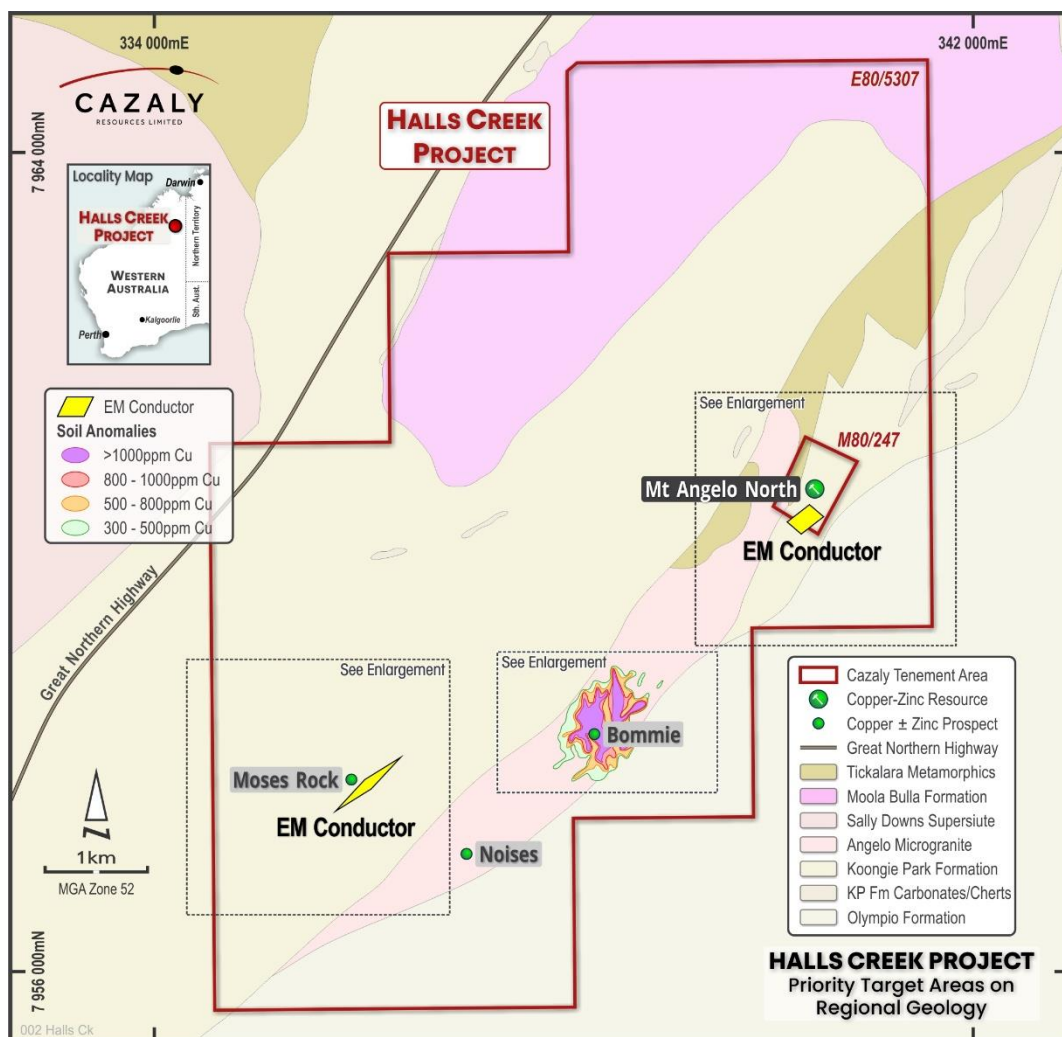 334 000mE
342 000mE
7 964 000mN
7 956 000mN
CAZALY
RESOURCES LIMITED
HALLS CREEK
PROJECT
E80/5307
Locality Map
Darwin
HALLS CREEK
PROJECT
Northern Territory
WESTERN
AUSTRALIA
Sth. Aust.
Kalgoorlie
Perth
EM Conductor
Soil Anomalies
>1000ppm Cu
800 - 1000ppm Cu
500 - 800ppm Cu
300 - 500ppm Cu
Great Northern Highway
See Enlargement
M80/247
Mt Angelo North
EM Conductor
See Enlargement
See Enlargement
Bommie
Moses Rock
EM Conductor
Noises
N
1km
MGA Zone 52
Cazaly Tenement Area
Copper-Zinc Resource
Copper ± Zinc Prospect
Great Northern Highway
Tickalara Metamorphics
Moola Bulla Formation
Sally Downs Supersiute
Angelo Microgranite
Koongie Park Formation
KP Fm Carbonates/Cherts
Olympio Formation
HALLS CREEK PROJECT
Priority Target Areas on
Regional Geology
002 Halls Ck